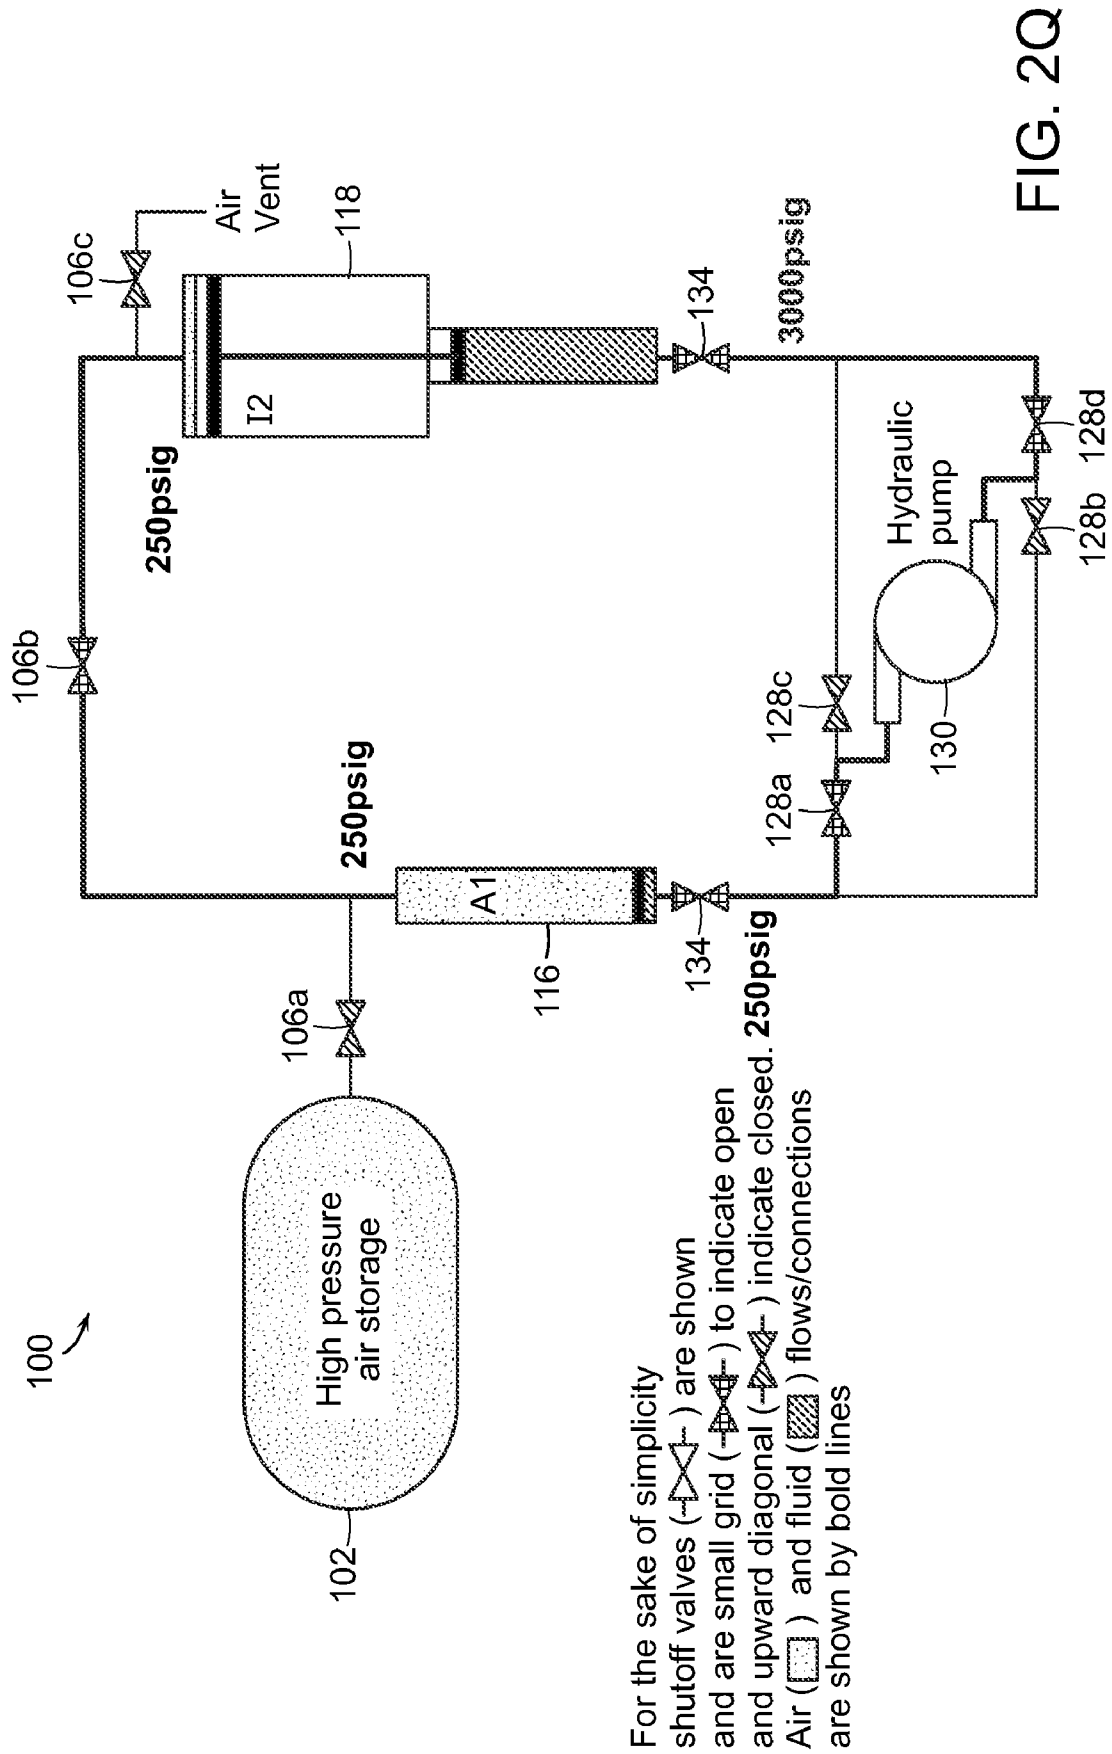 100
102
High pressure
air storage
106a
106b
106c
Air
Vent
250psig
250psig
A1
116
I2
118
134
134
250psig
3000psig
128a
128c
130
Hydraulic
pump
128b
128d
For the sake of simplicity
shutoff valves ( ) are shown
and are small grid ( ) to indicate open
and upward diagonal ( ) indicate closed.
Air ( ) and fluid ( ) flows/connections
are shown by bold lines
FIG. 2Q